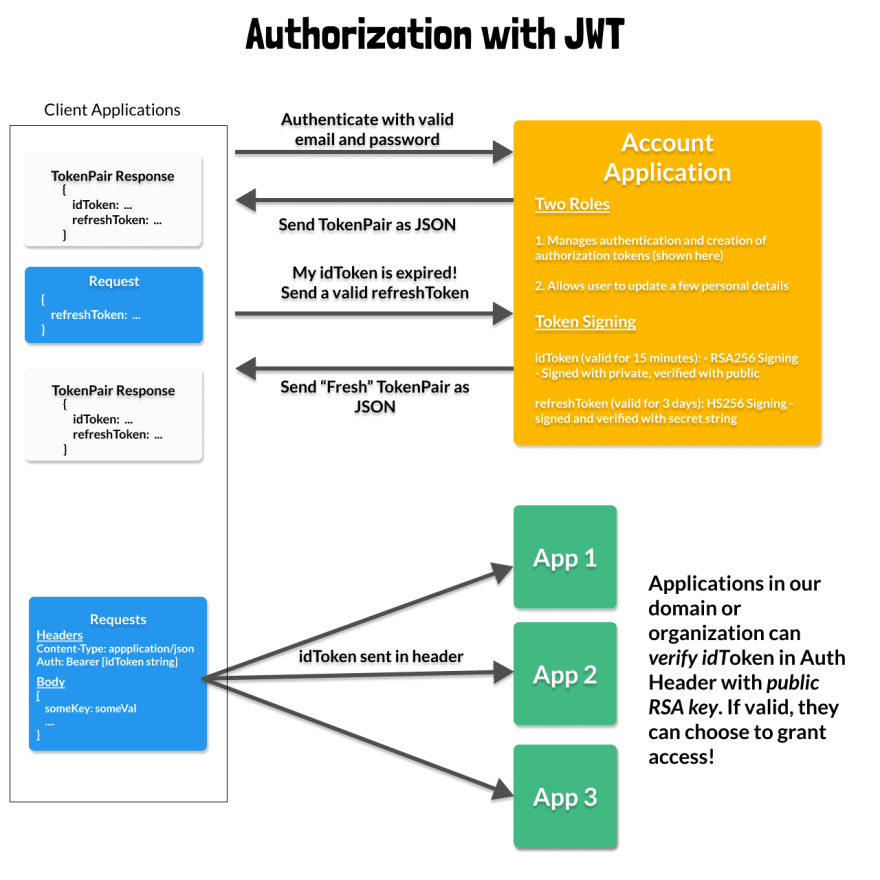 Authorization with JWT
Client Applications
TokenPair Response
{
idToken: ...
refreshToken: ...
}
Request
{
refreshToken: ...
}
TokenPair Response
{
idToken: ...
refreshToken: ...
}
Requests
Headers
Content-Type: appplication/json
Auth: Bearer [idToken string]
Body
[
someKey: someVal
....
]
Authenticate with valid
email and password
Send TokenPair as JSON
My idToken is expired!
Send a valid refreshToken
Send “Fresh” TokenPair as
JSON
Account
Application
Two Roles
1. Manages authentication and creation of
authorization tokens (shown here)
2. Allows user to update a few personal details
Token Signing
idToken (valid for 15 minutes): - RSA256 Signing
- Signed with private, verified with public
refreshToken (valid for 3 days): HS256 Signing -
signed and verified with secret string
idToken sent in header
App 1
App 2
App 3
Applications in our
domain or
organization can
verify idToken in Auth
Header with public
RSA key. If valid, they
can choose to grant
access!